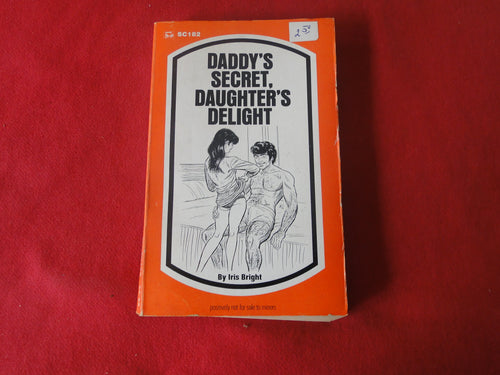 SC182
DADDY'S
SECRET,
DAUGHTER'S
DELIGHT
By Iris Bright
positively not for sale to minors